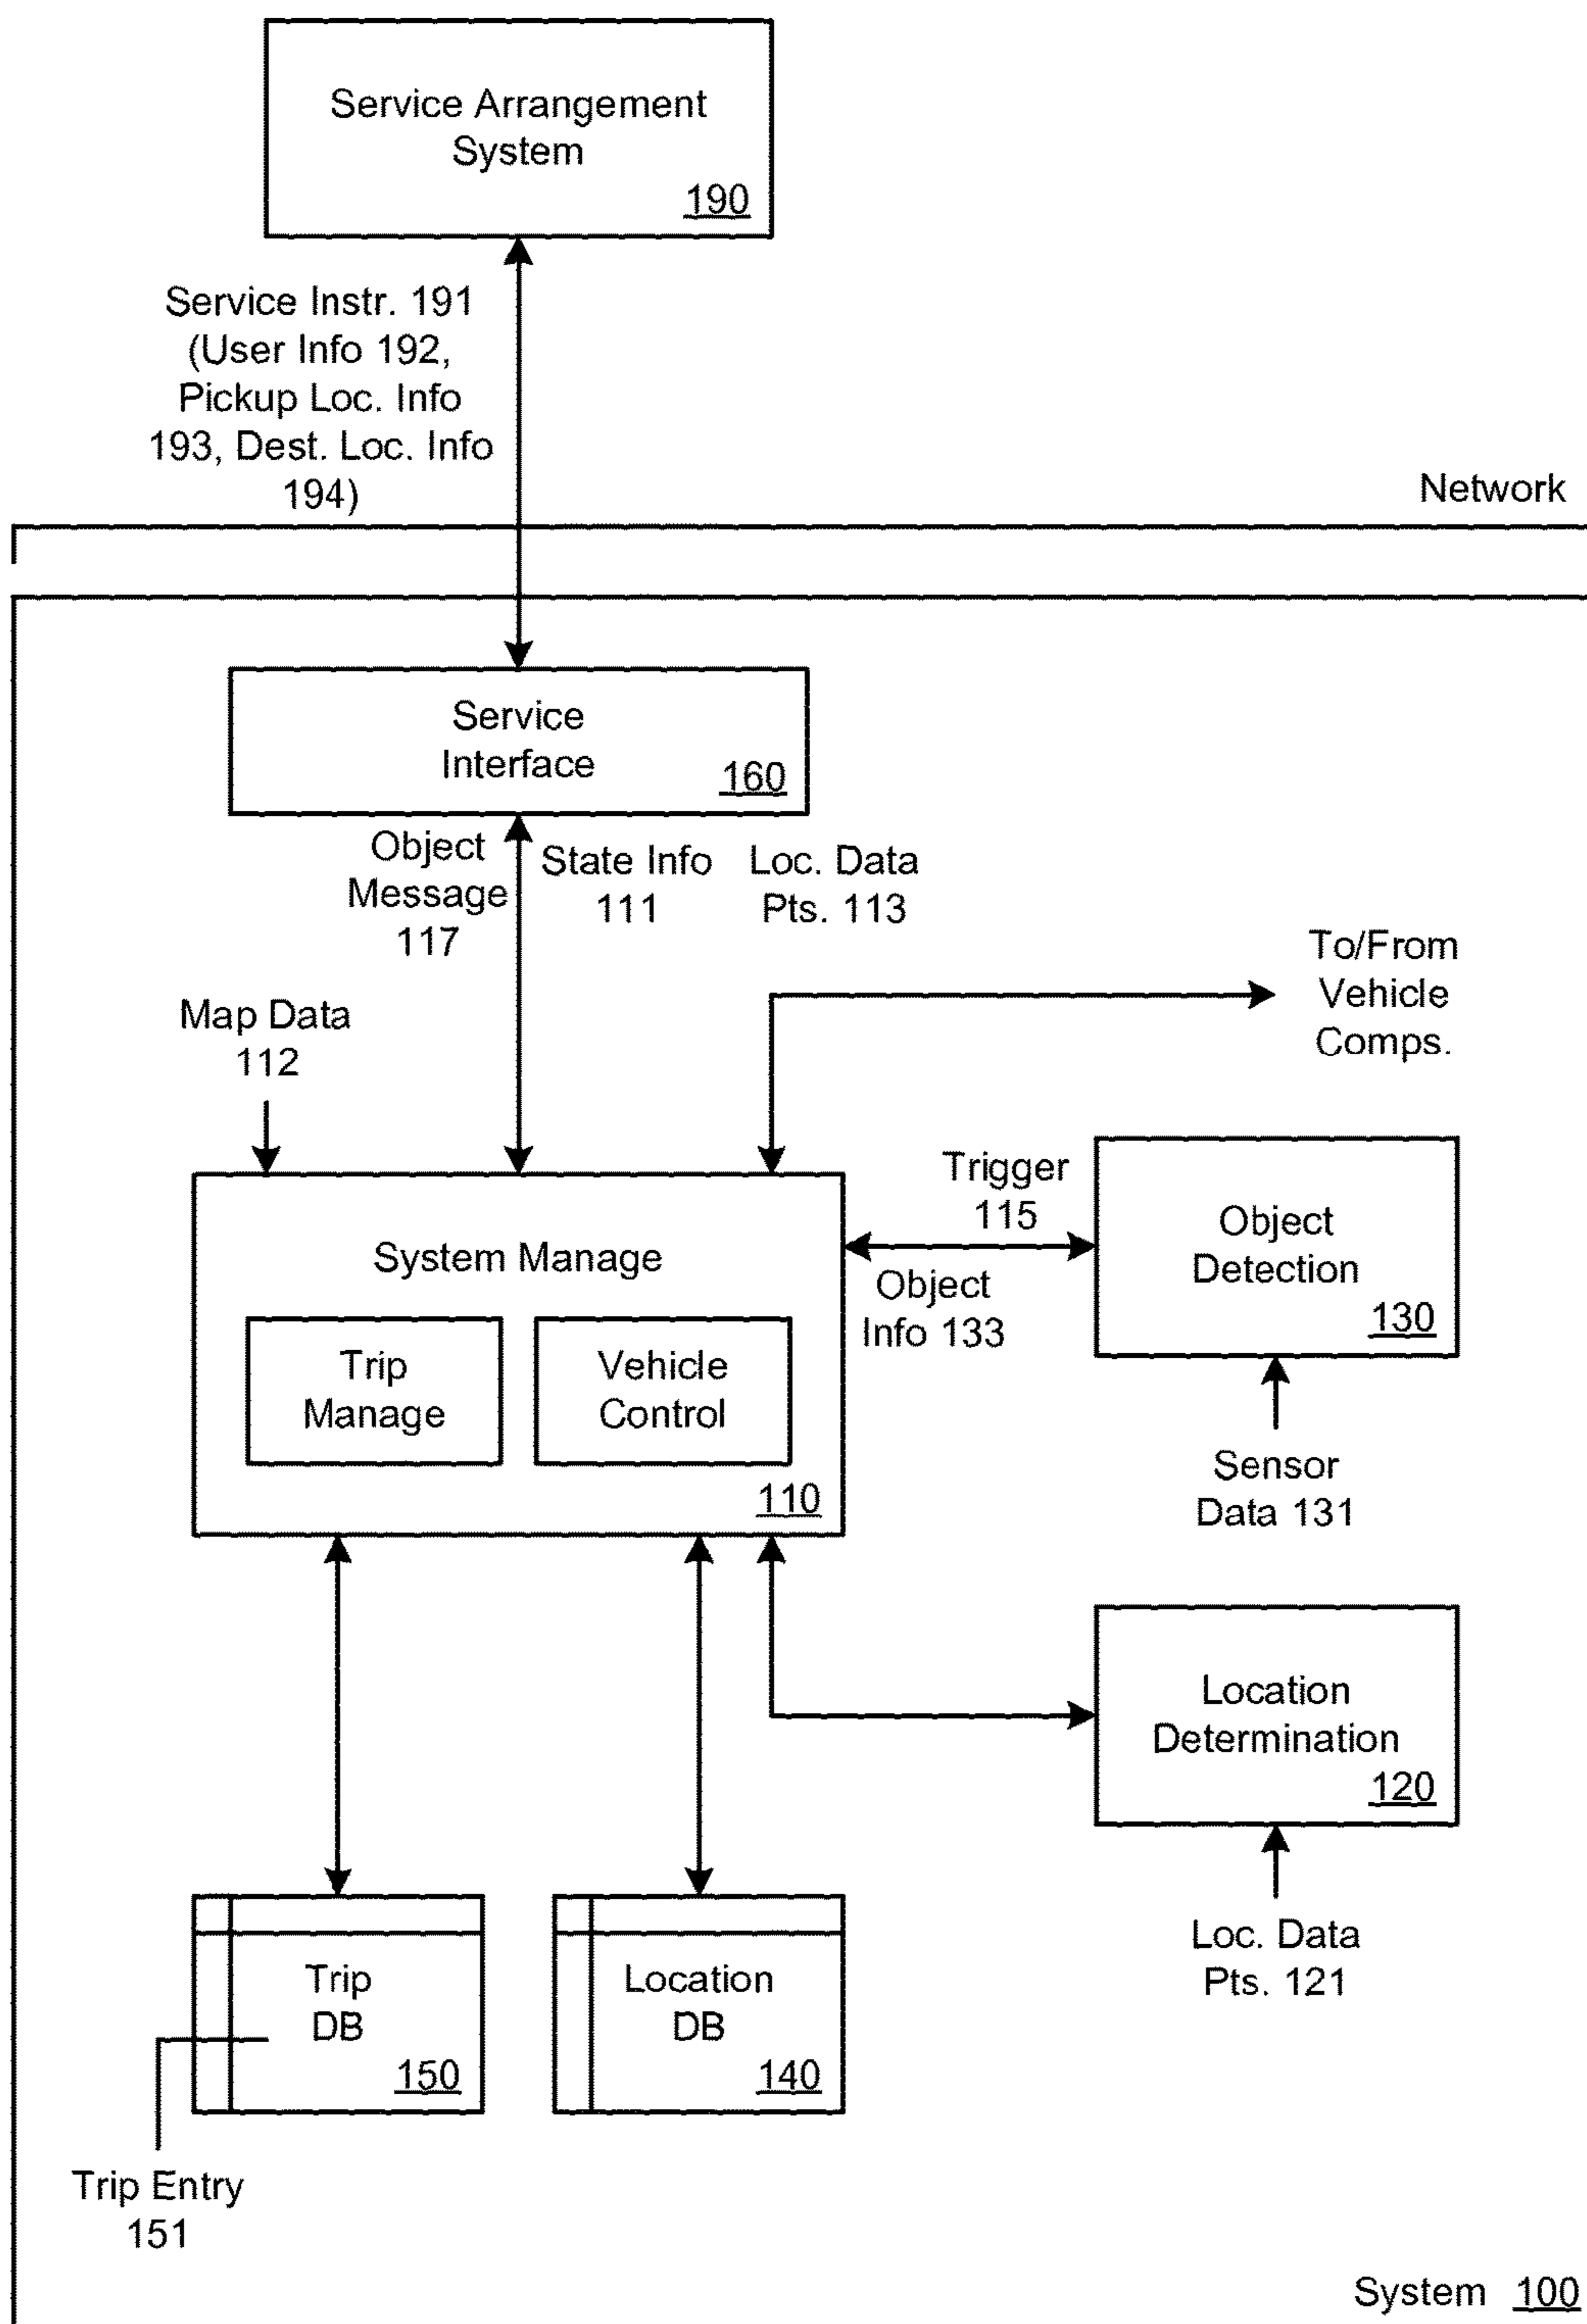 Service Arrangement
System
190
Service Instr. 191
(User Info 192,
Pickup Loc. Info
193, Dest. Loc. Info
194)
Network
Service
Interface
160
Object
Message
117
State Info
111
Loc. Data
Pts. 113
To/From
Vehicle
Comps.
Map Data
112
Trigger
115
Object
Detection
130
System Manage
Object
Info 133
Trip
Manage
Vehicle
Control
110
Sensor
Data 131
Location
Determination
120
Loc. Data
Pts. 121
Trip
DB
150
Location
DB
140
Trip Entry
151
System 100